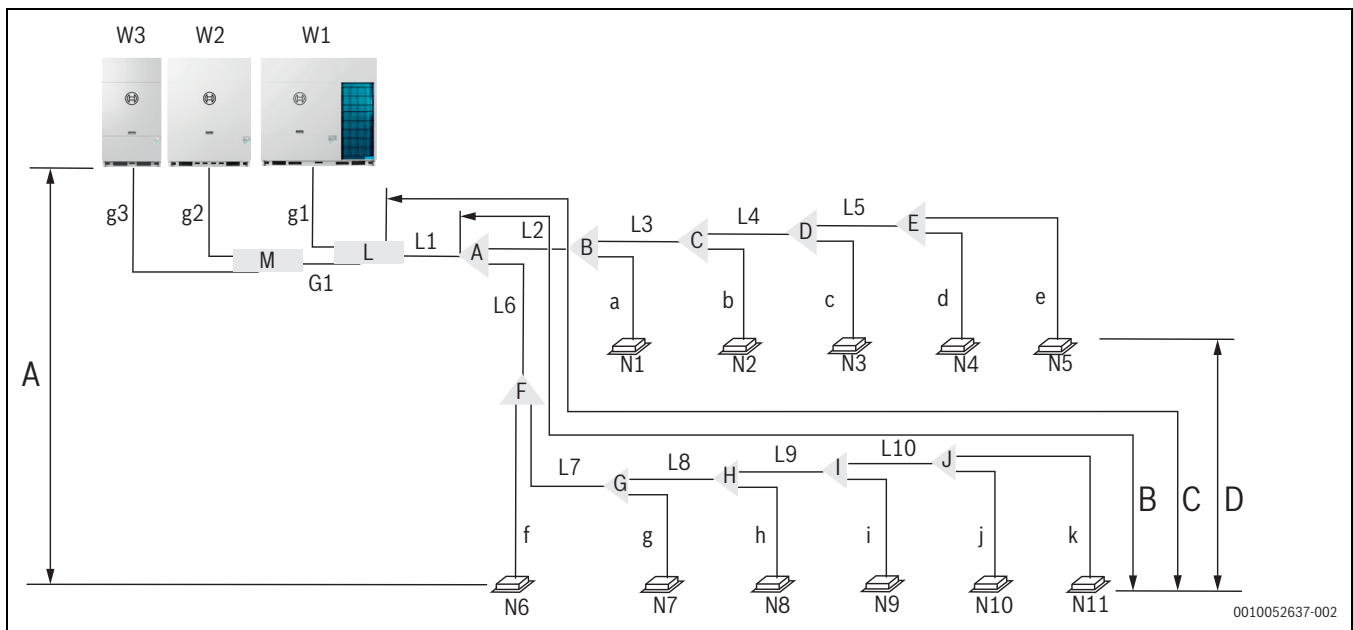 W3 W2 W1
g3 g2 g1
M L L1 A L2 B L3 C L4 D L5 E
G1
L6 a b c d e
N1 N2 N3 N4 N5
A
F
L7 G L8 H L9 I L10 J
B C D
f g h i j k
N6 N7 N8 N9 N10 N11
0010052637-002